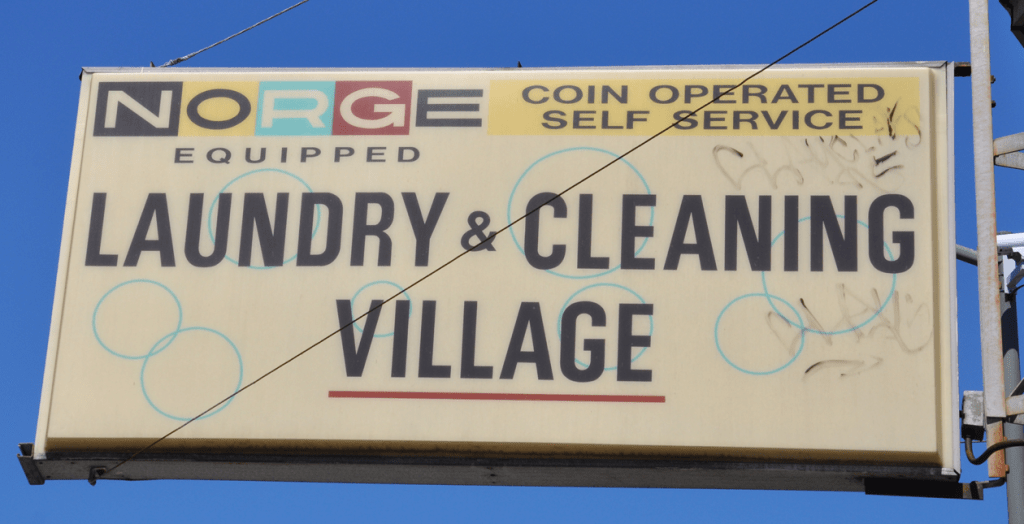 NORGE
EQUIPPED
COIN OPERATED
SELF SERVICE
LAUNDRY & CLEANING
VILLAGE